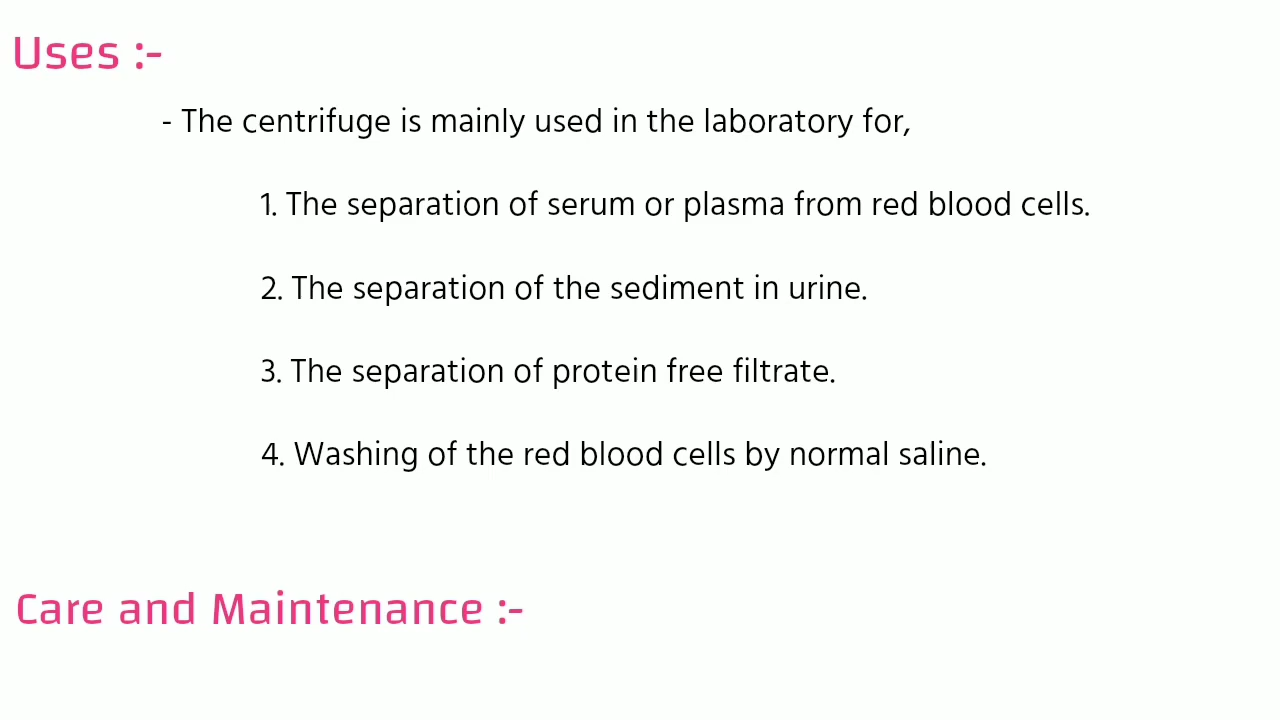 Uses :-
- The centrifuge is mainly used in the laboratory for,
1. The separation of serum or plasma from red blood cells.
2. The separation of the sediment in urine.
3. The separation of protein free filtrate.
4. Washing of the red blood cells by normal saline.
Care and Maintenance :-